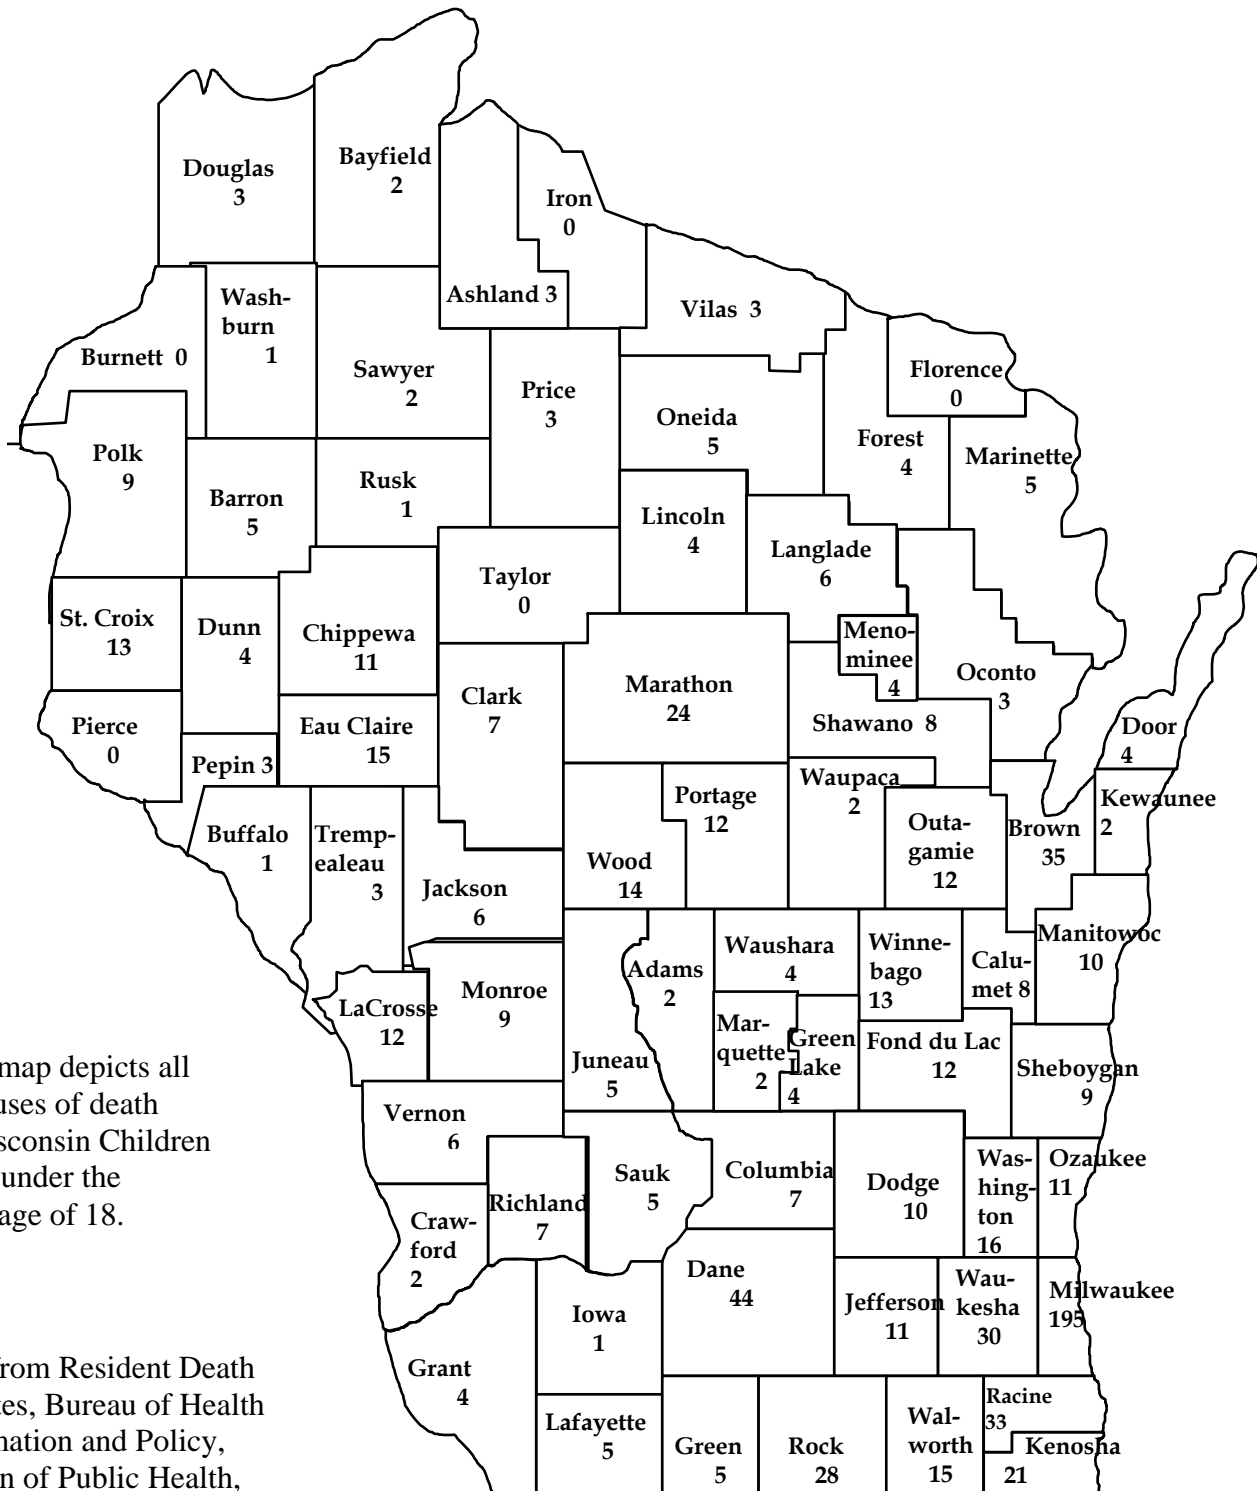 Douglas
3
Bayfield
2
Iron
0
Ashland 3
Vilas 3
Wash-
burn
1
Burnett 0
Sawyer
2
Price
3
Florence
0
Oneida
5
Forest
4
Marinette
5
Polk
9
Barron
5
Rusk
1
Lincoln
4
Langlade
6
Taylor
0
St. Croix
13
Dunn
4
Chippewa
11
Meno-
minee
4
Oconto
3
Marathon
24
Clark
7
Shawano 8
Pierce
0
Eau Claire
15
Door
4
Pepin 3
Waupaca
2
Portage
12
Kewaunee
2
Buffalo
1
Tremp-
ealeau
3
Outa-
gamie
12
Brown
35
Wood
14
Jackson
6
Waushara
4
Winne-
bago
13
Manitowoc
10
Calu-
met 8
Adams
2
Monroe
9
LaCrosse
12
Mar-
quette
2
Green
Lake
4
Fond du Lac
12
Juneau
5
Sheboygan
9
map depicts all
uses of death
isconsin Children
under the
age of 18.
Vernon
6
Sauk
5
Columbia
7
Dodge
10
Was-
hing-
ton
16
Ozaukee
11
Richland
7
Craw-
ford
2
Dane
44
Jefferson
11
Wau-
kesha
30
Milwaukee
195
Iowa
1
Grant
4
from Resident Death
tes, Bureau of Health
nation and Policy,
n of Public Health,
Lafayette
5
Green
5
Rock
28
Wal-
worth
15
Racine
33
Kenosha
21